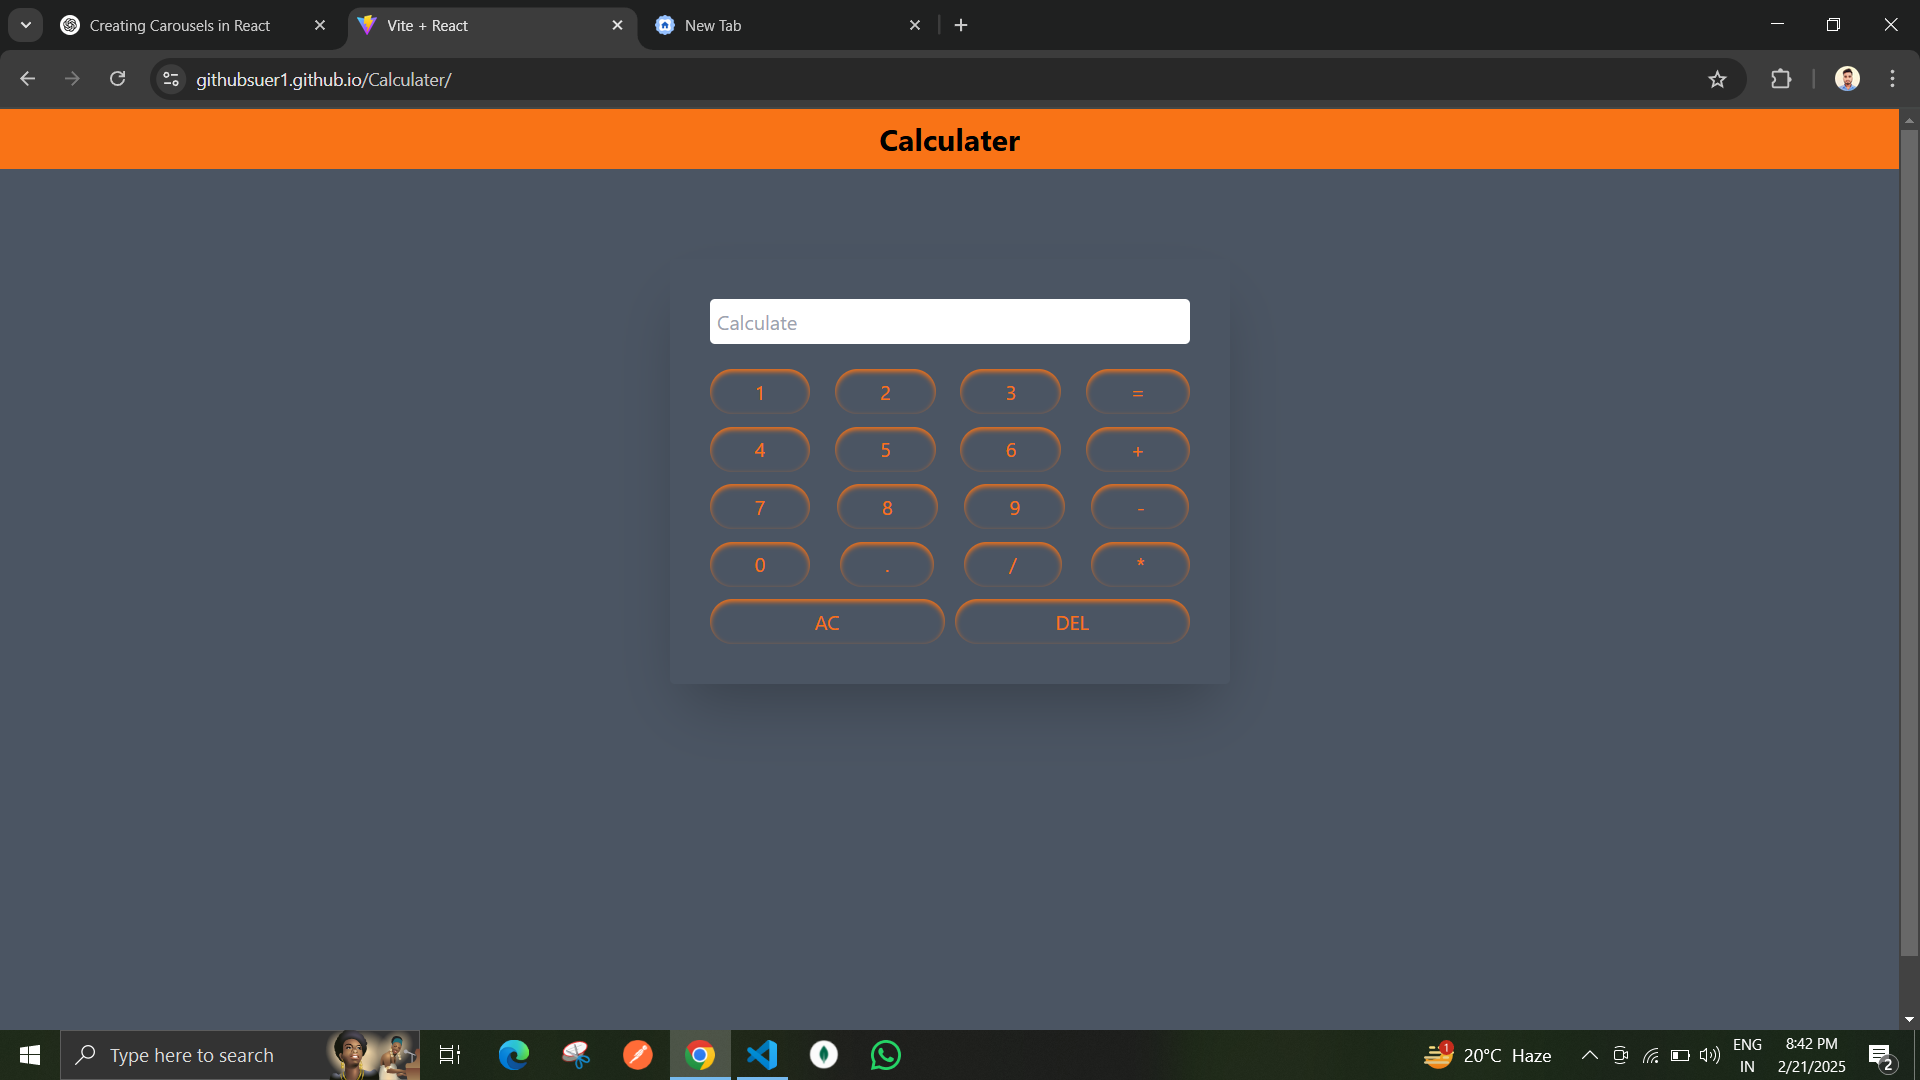 Creating Carousels in React
Vite + React
New Tab
githubsuer1.github.io/Calculater/
Calculater
Calculate
1 2 3 =
4 5 6 +
7 8 9 -
0 . / *
AC DEL
Type here to search
1
20°C Haze
ENG
IN
8:42 PM
2/21/2025
2